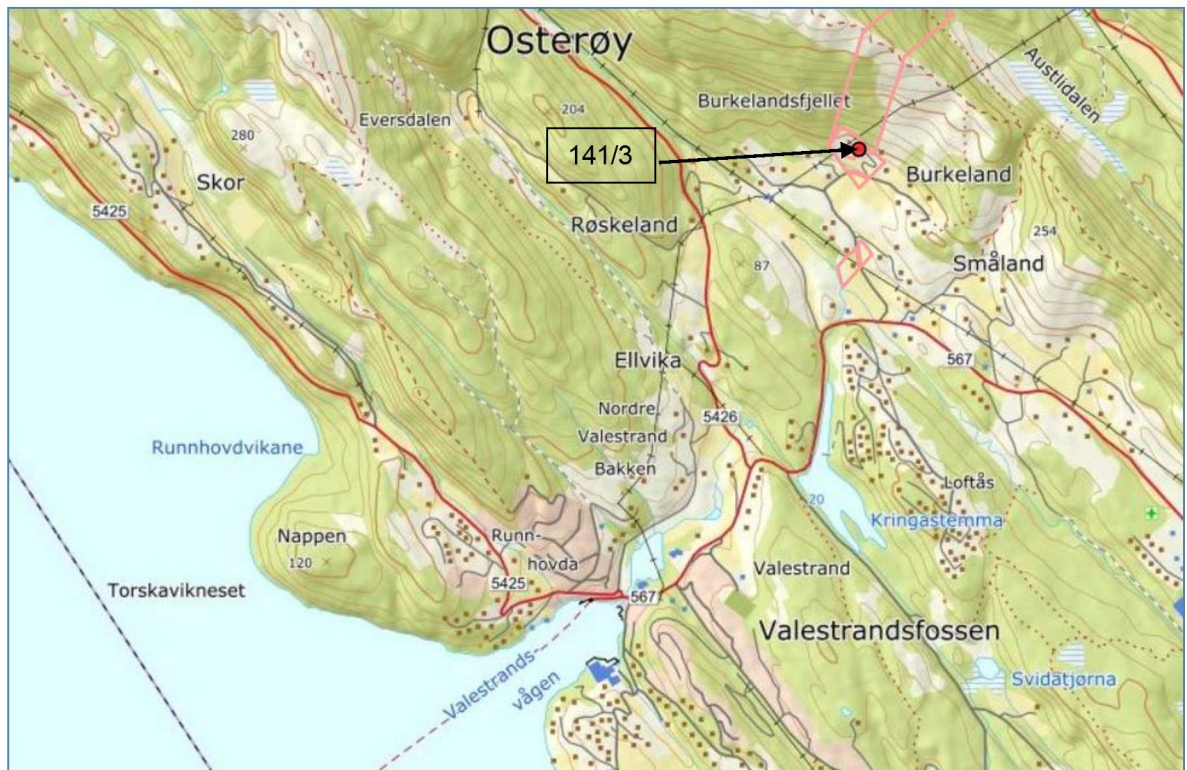 Osterøy
Austlidalen
Burkelandsfjellet
204
Eversdalen
280
141/3
Skor
Burkeland
5425
Røskeland
254
87
Småland
Ellvika
567
Nordre
Valestrand
5426
Runnhovdvikane
Bakken
Loftås
20
Kringastemma
Nappen
Runn-
hovda
120
Valestrand
5425
Torskavikneset
567
Valestrandsfossen
Valestrands-
vågen
Svidatjørna